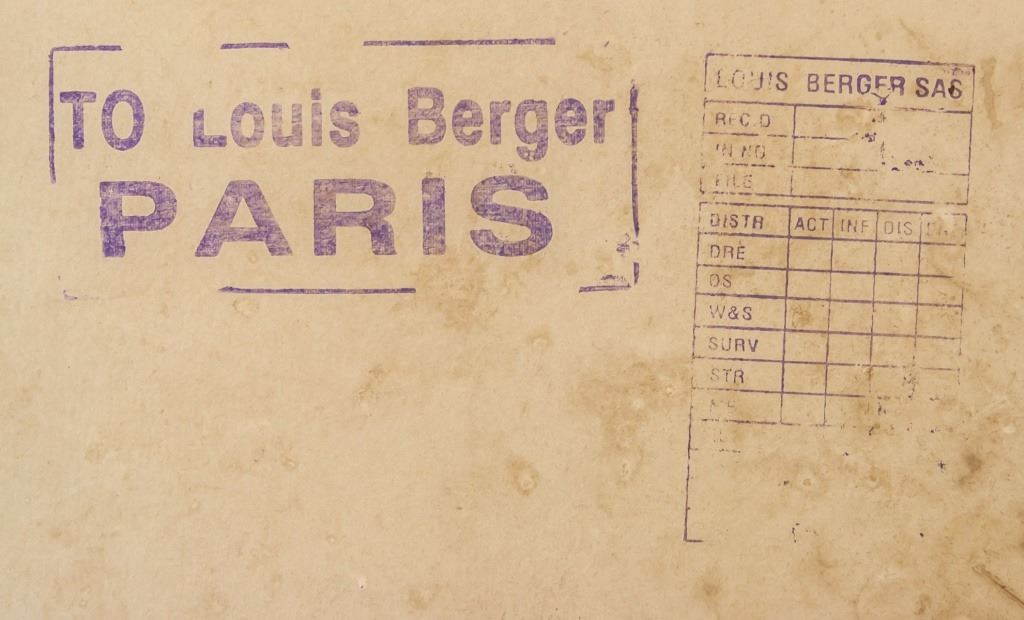 TO Louis Berger
PARIS
LOUIS BERGER SAS
REC.D
IN NO
FILE
DISTR ACT INF DIS
DRE
OS
W&S
SURV
STR